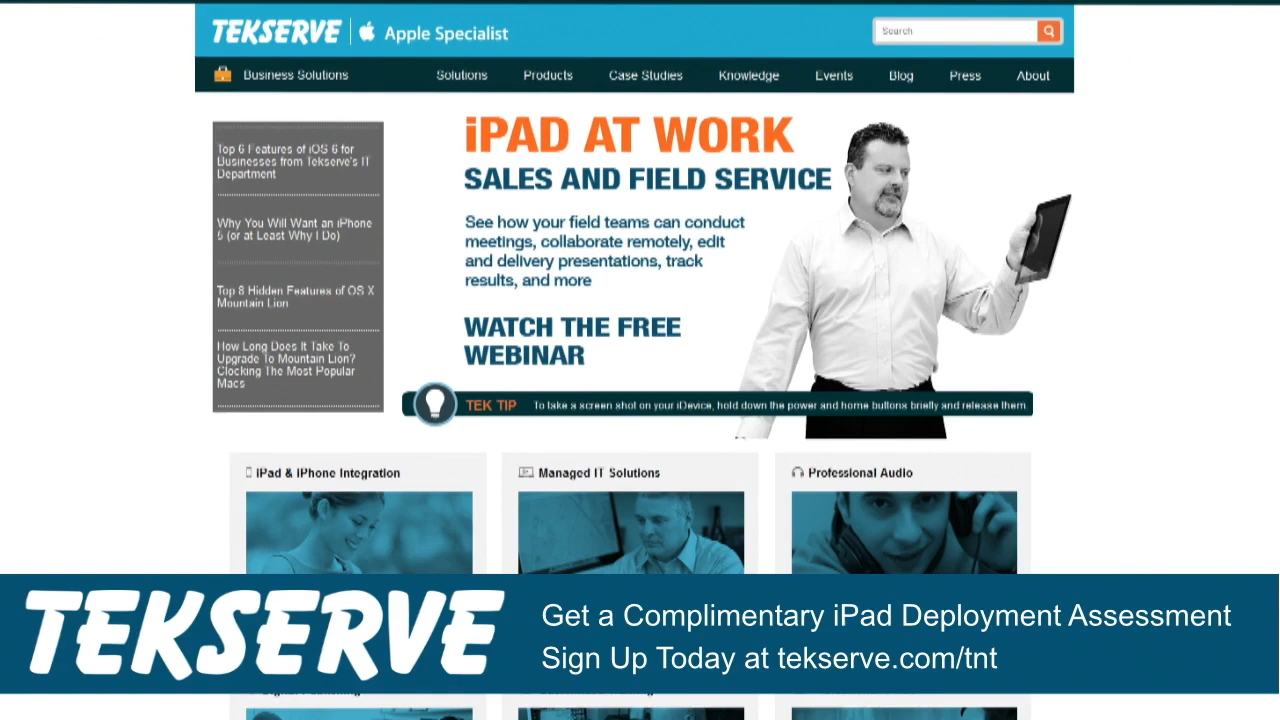 TEKSERVE
Apple Specialist
Search
Business Solutions
Solutions
Products
Case Studies
Knowledge
Events
Blog
Press
About
Top 6 Features of iOS 6 for
Businesses from Tekserve's IT
Department
Why You Will Want an iPhone
5 (or at Least Why I Do)
Top 8 Hidden Features of OS X
Mountain Lion
How Long Does It Take To
Upgrade To Mountain Lion?
Clocking The Most Popular
Macs
iPAD AT WORK
SALES AND FIELD SERVICE
See how your field teams can conduct
meetings, collaborate remotely, edit
and delivery presentations, track
results, and more
WATCH THE FREE
WEBINAR
TEK TIP
To take a screen shot on your iDevice, hold down the power and home buttons briefly and release them
iPad & iPhone Integration
Managed IT Solutions
Professional Audio
TEKSERVE
Get a Complimentary iPad Deployment Assessment
Sign Up Today at tekserve.com/tnt